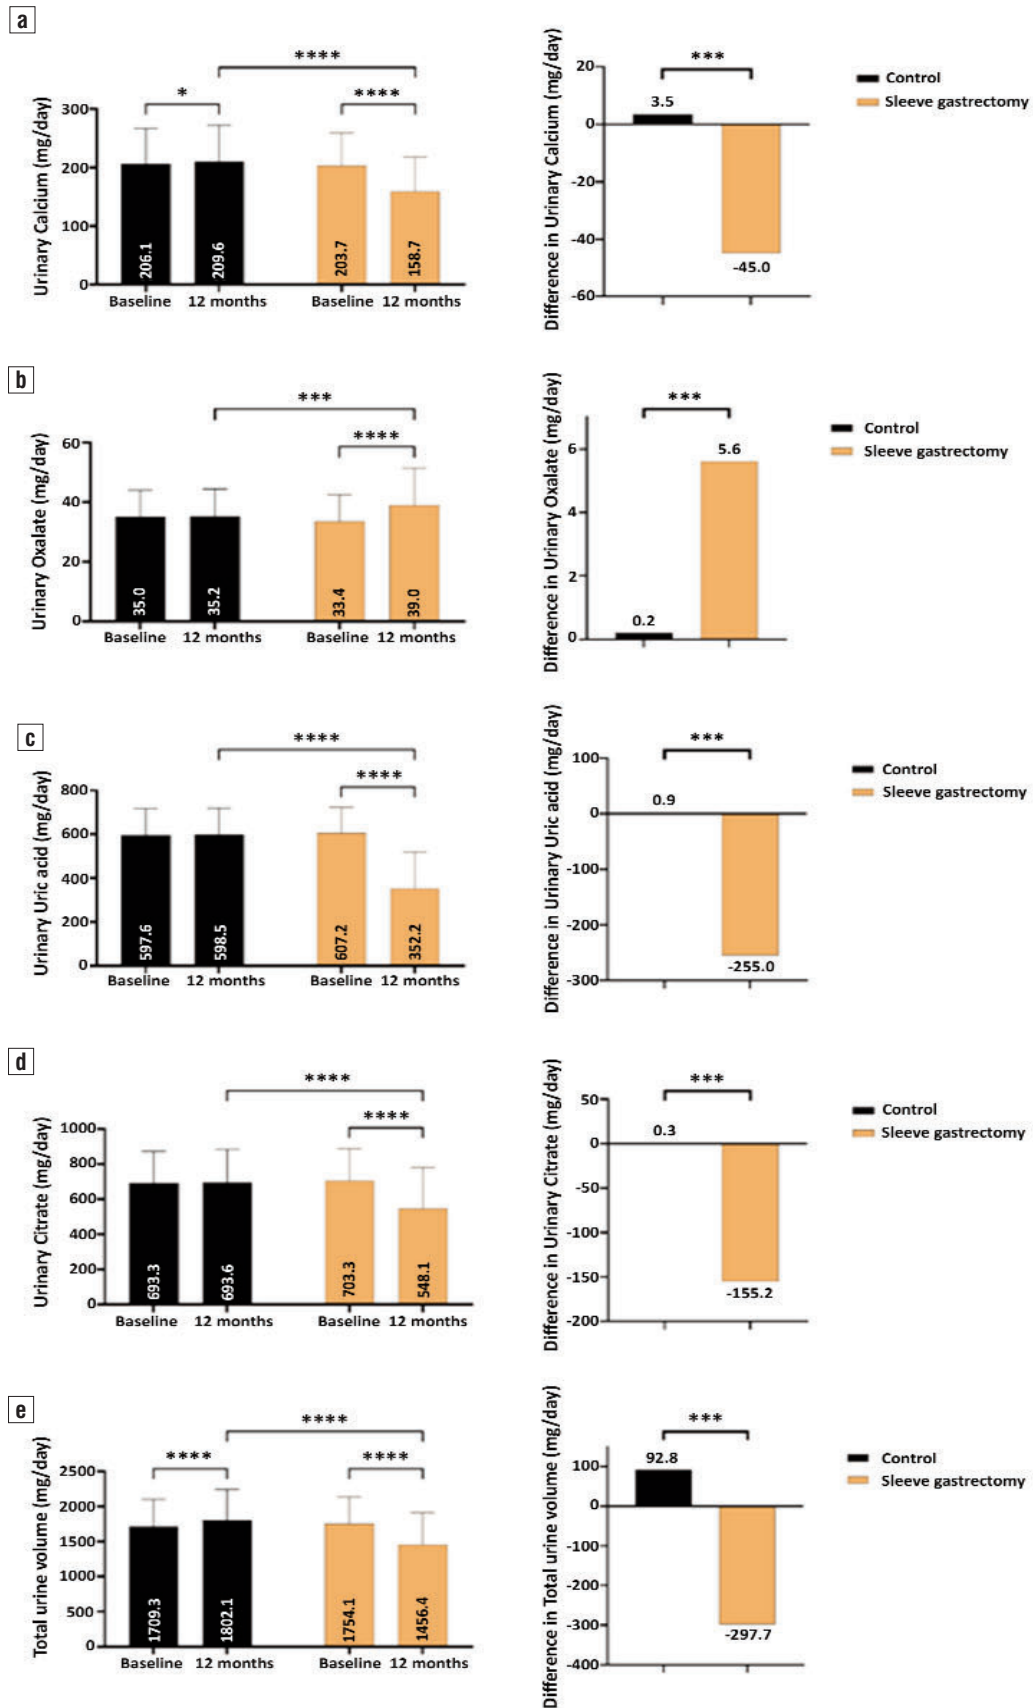 a
****
*
****
Urinary Calcium (mg/day)
300
200
100
0
206.1
209.6
203.7
158.7
Baseline
12 months
Baseline
12 months
***
Difference in Urinary Calcium (mg/day)
20
0
-20
-40
-60
3.5
-45.0
Control
Sleeve gastrectomy
b
***
****
Urinary Oxalate (mg/day)
60
40
20
0
35.0
35.2
33.4
39.0
Baseline
12 months
Baseline
12 months
***
Difference in Urinary Oxalate (mg/day)
6
4
2
0
0.2
5.6
Control
Sleeve gastrectomy
c
****
****
Urinary Uric acid (mg/day)
800
600
400
200
0
597.6
598.5
607.2
352.2
Baseline
12 months
Baseline
12 months
***
Difference in Urinary Uric acid (mg/day)
100
0
-100
-200
-300
0.9
-255.0
Control
Sleeve gastrectomy
d
****
****
Urinary Citrate (mg/day)
1000
800
600
400
200
0
693.3
693.6
703.3
548.1
Baseline
12 months
Baseline
12 months
***
Difference in Urinary Citrate (mg/day)
50
0
-50
-100
-150
-200
0.3
-155.2
Control
Sleeve gastrectomy
e
****
****
****
Total urine volume (mg/day)
2500
2000
1500
1000
500
0
1709.3
1802.1
1754.1
1456.4
Baseline
12 months
Baseline
12 months
***
Difference in Total urine volume (mg/day)
100
0
-100
-200
-300
-400
92.8
-297.7
Control
Sleeve gastrectomy